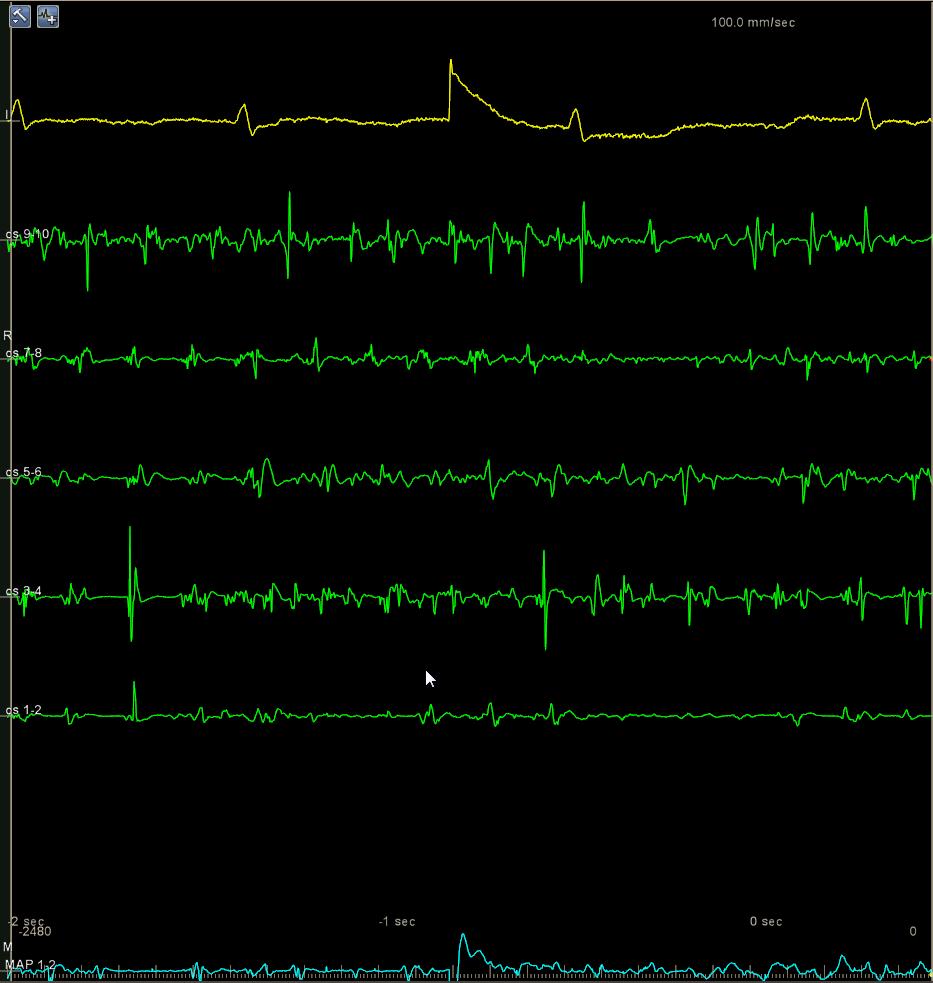 100.0 mm/sec
I
cs 9-10
R
cs 7-8
cs 5-6
cs 3-4
cs 1-2
-2 sec
-1 sec
0 sec
-2480
0
M
MAP 1-2